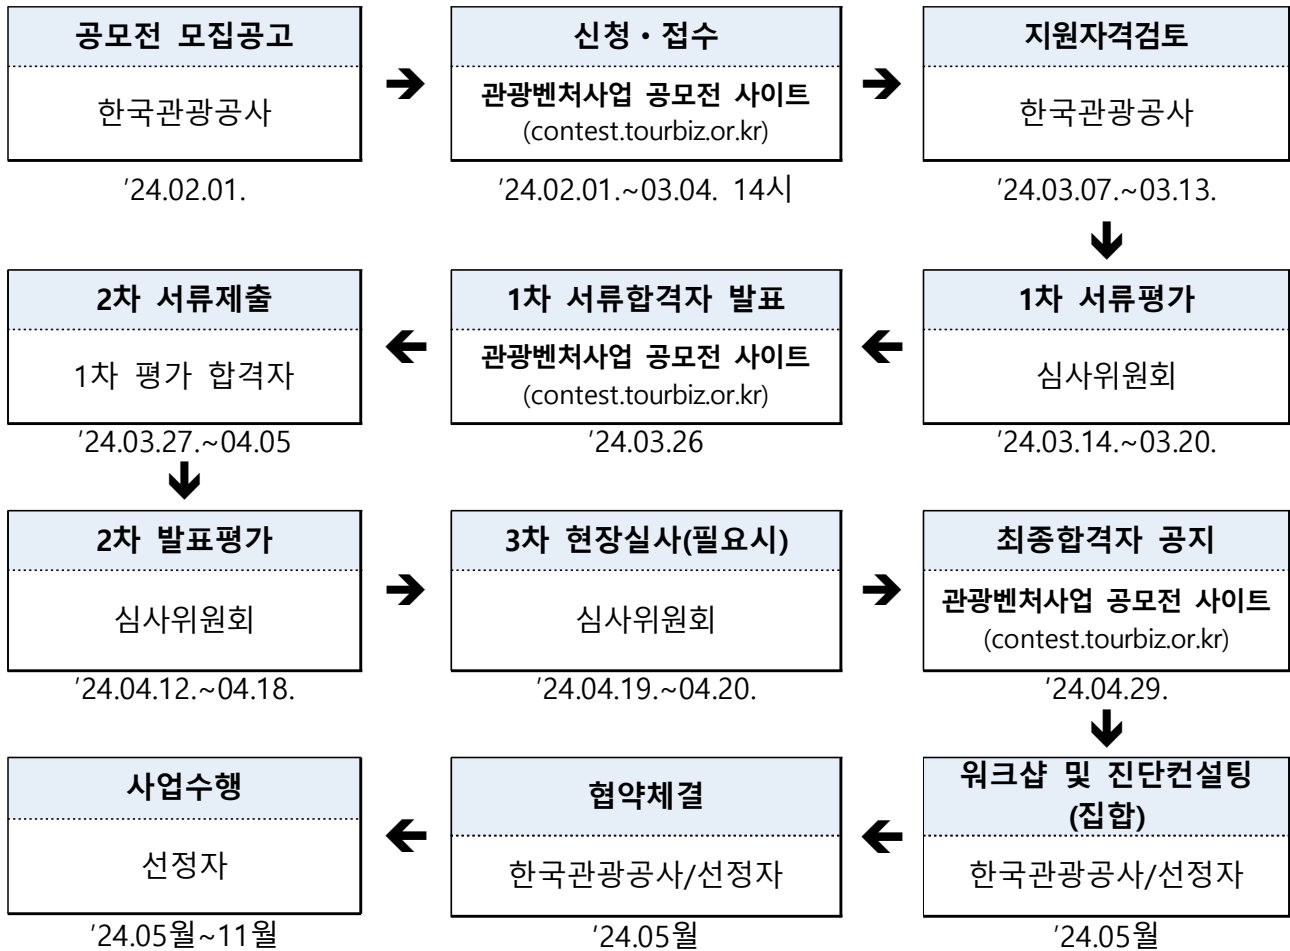 공모전 모집공고
한국관광공사
'24.02.01.
신청・접수
관광벤처사업 공모전 사이트
(contest.tourbiz.or.kr)
'24.02.01.~03.04. 14시
지원자격검토
한국관광공사
'24.03.07.~03.13.
1차 서류평가
심사위원회
'24.03.14.~03.20.
1차 서류합격자 발표
관광벤처사업 공모전 사이트
(contest.tourbiz.or.kr)
'24.03.26
2차 서류제출
1차 평가 합격자
'24.03.27.~04.05
2차 발표평가
심사위원회
'24.04.12.~04.18.
3차 현장실사(필요시)
심사위원회
'24.04.19.~04.20.
최종합격자 공지
관광벤처사업 공모전 사이트
(contest.tourbiz.or.kr)
'24.04.29.
워크샵 및 진단컨설팅
(집합)
한국관광공사/선정자
'24.05월
협약체결
한국관광공사/선정자
'24.05월
사업수행
선정자
'24.05월~11월